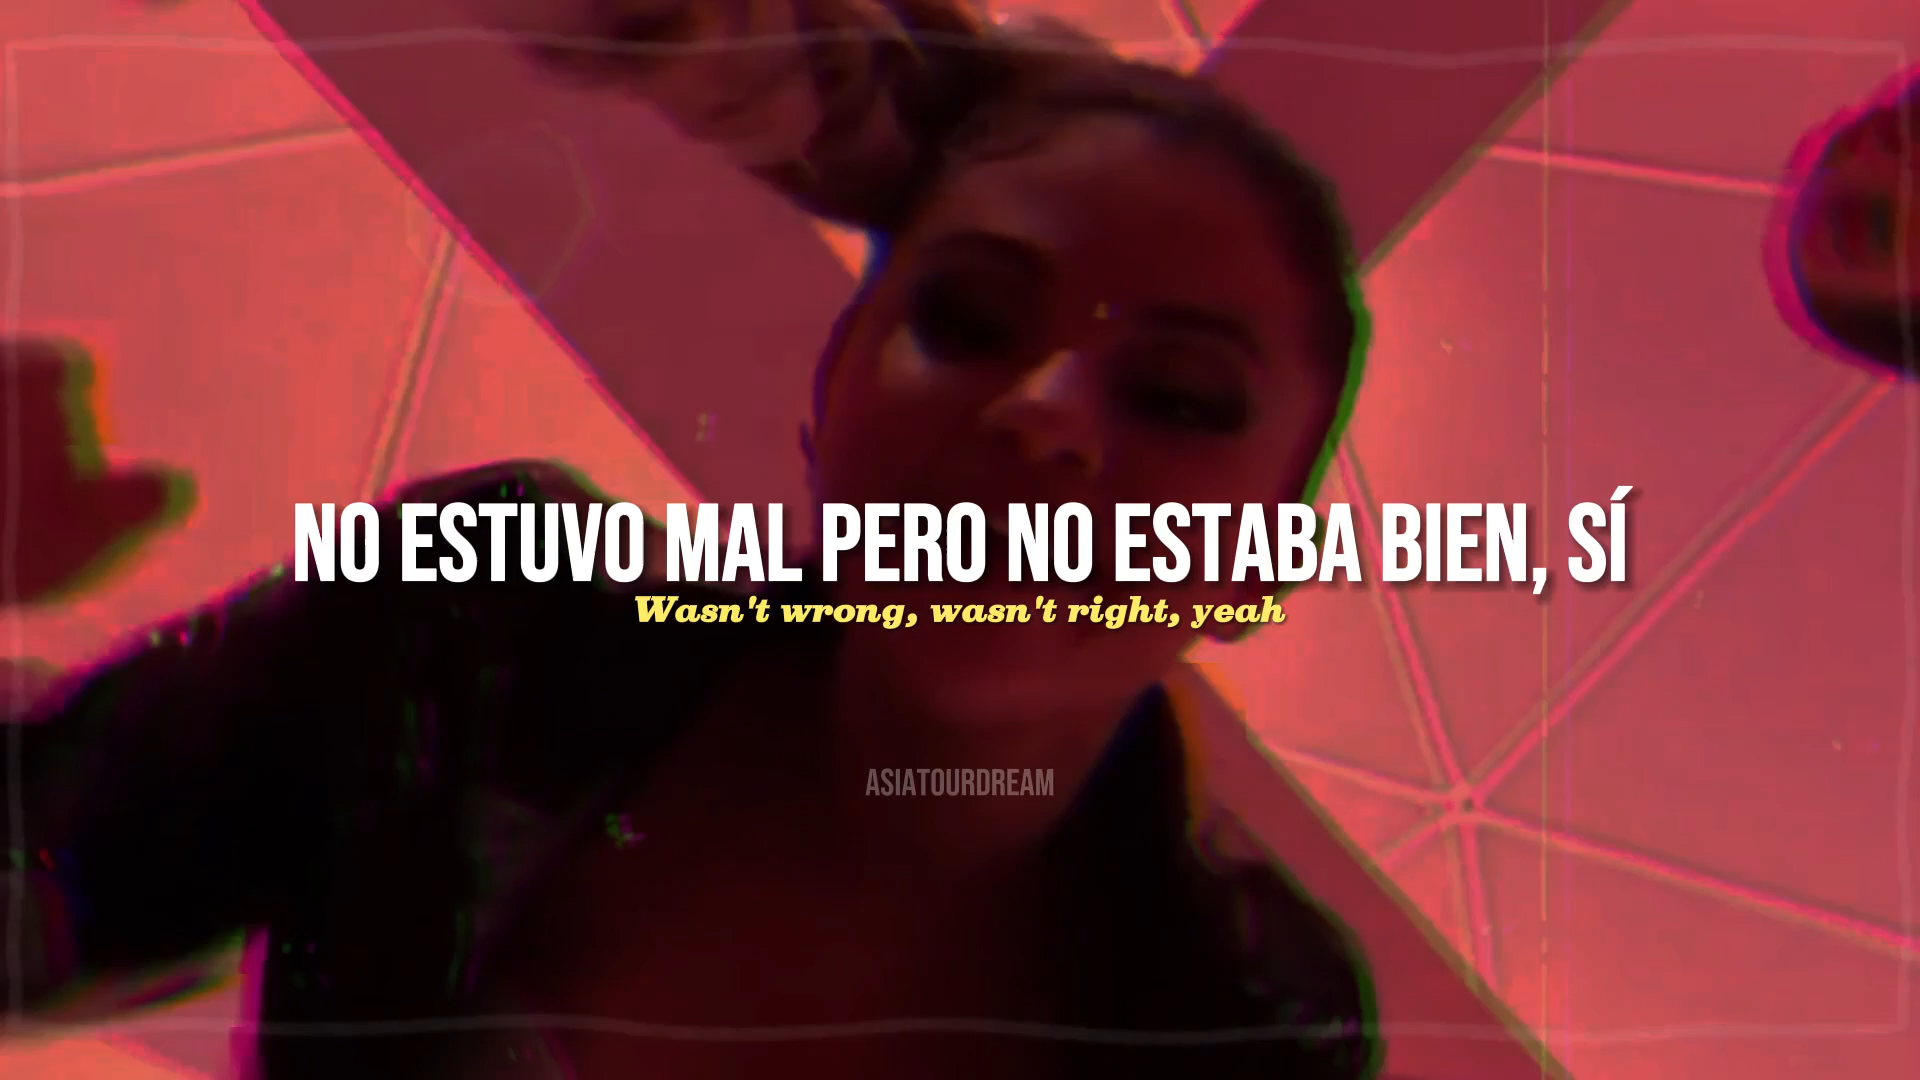 NO ESTUVO MAL PERO NO ESTABA BIEN, SÍ
Wasn't wrong, wasn't right, yeah
ASIATOURDREAM